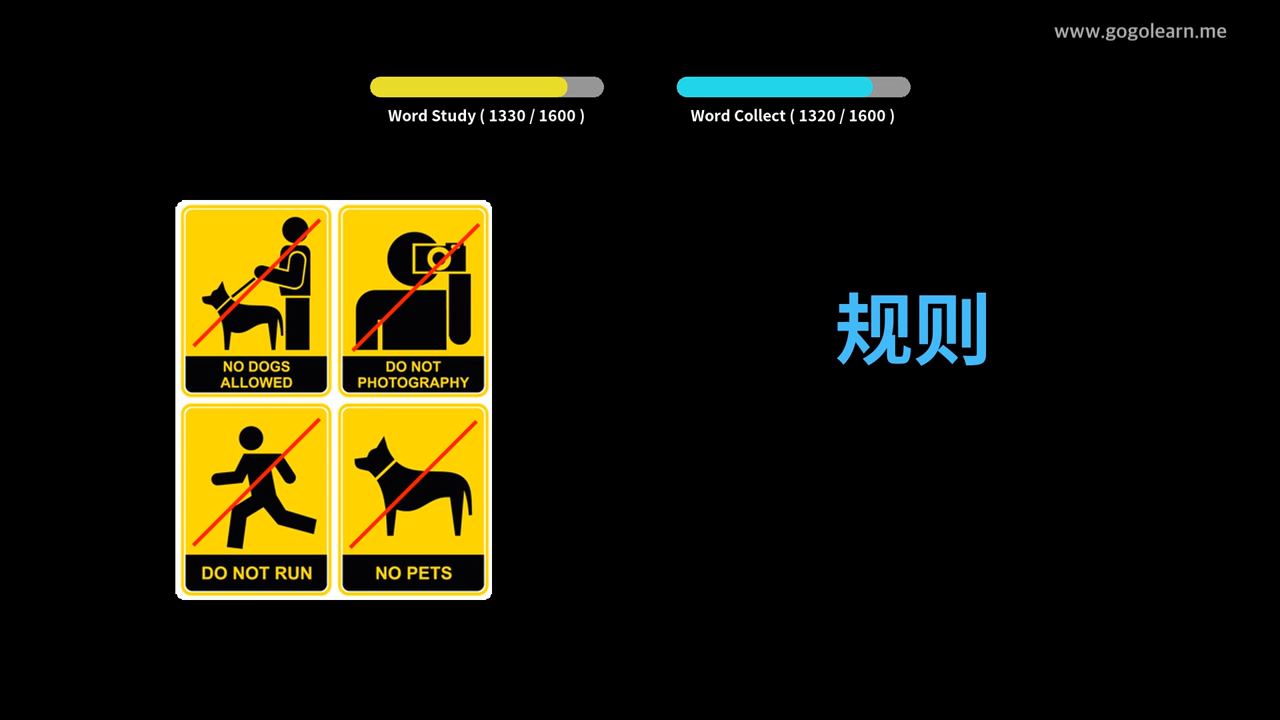 www.gogolearn.me
Word Study ( 1330 / 1600 )
Word Collect ( 1320 / 1600 )
NO DOGS
ALLOWED
DO NOT
PHOTOGRAPHY
规则
DO NOT RUN
NO PETS